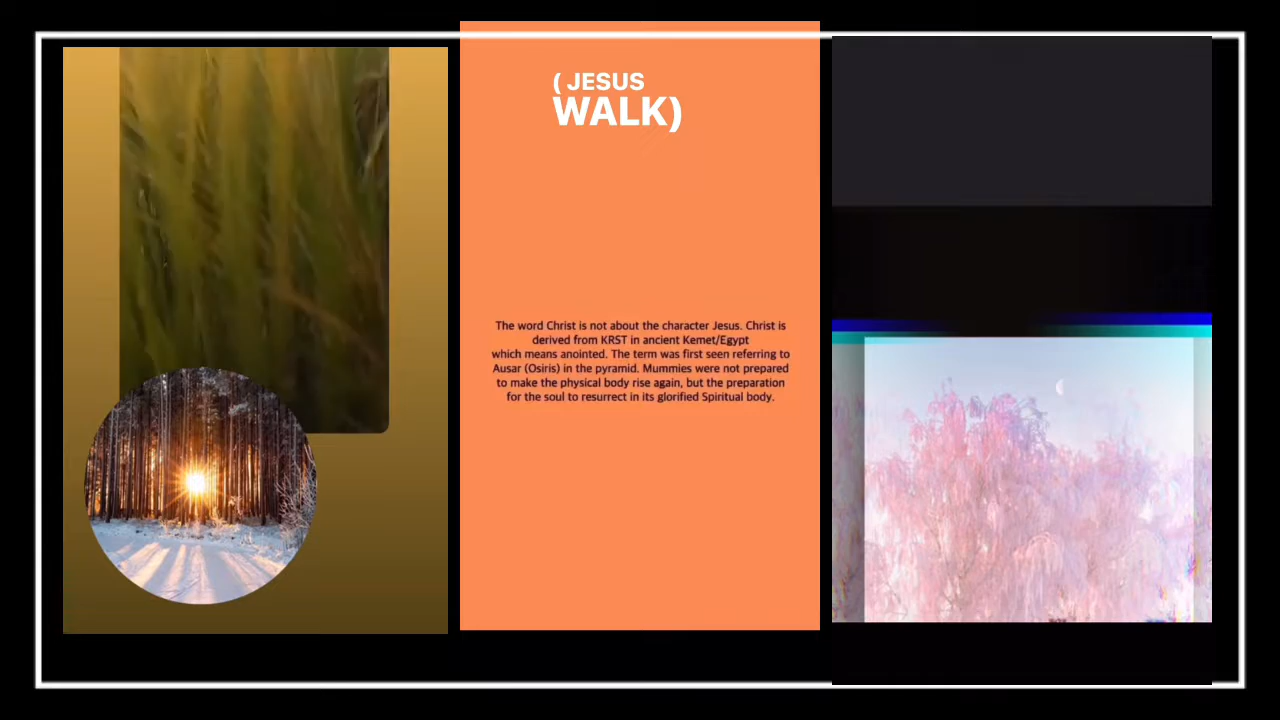 ( JESUS
WALK)
The word Christ is not about the character Jesus. Christ is
derived from KRST in ancient Kemet/Egypt
which means anointed. The term was first seen referring to
Ausar (Osiris) in the pyramid. Mummies were not prepared
to make the physical body rise again, but the preparation
for the soul to resurrect in its glorified Spiritual body.